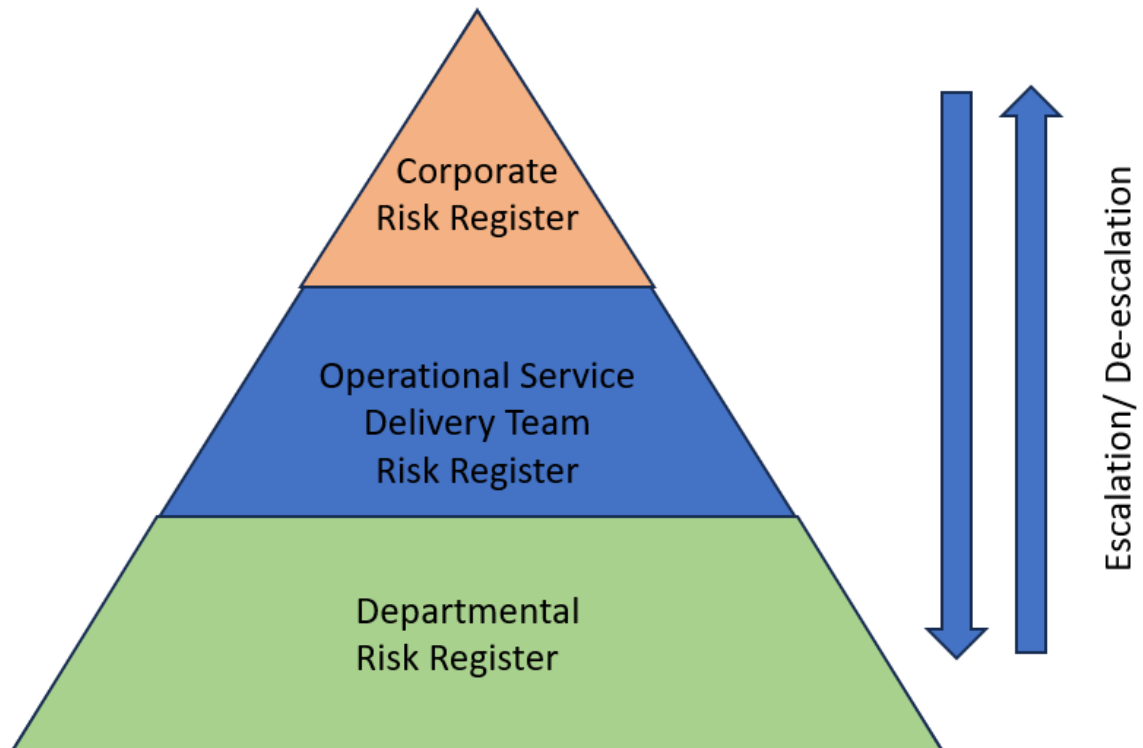 Corporate
Risk Register
Operational Service
Delivery Team
Risk Register
Departmental
Risk Register
Escalation/ De-escalation